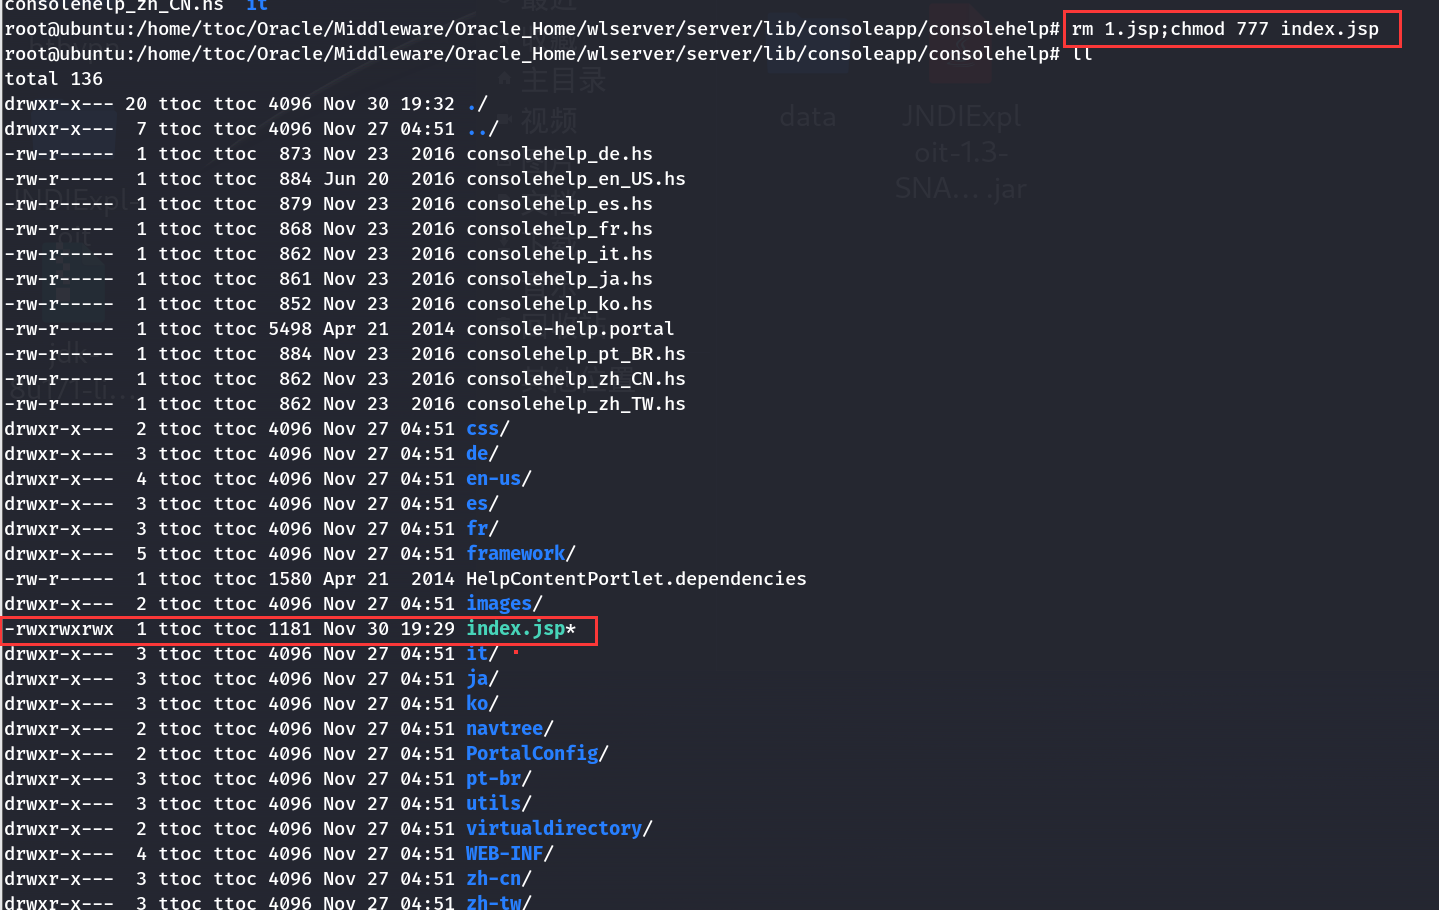 consolehelp_zh_CN.hs  it
root@ubuntu:/home/ttoc/Oracle/Middleware/Oracle_Home/wlserver/server/lib/consoleapp/consolehelp# rm 1.jsp;chmod 777 index.jsp
root@ubuntu:/home/ttoc/Oracle/Middleware/Oracle_Home/wlserver/server/lib/consoleapp/consolehelp# ll
total 136
drwxr-x--- 20 ttoc ttoc 4096 Nov 30 19:32 ./
drwxr-x---  7 ttoc ttoc 4096 Nov 27 04:51 ../
-rw-r-----  1 ttoc ttoc  873 Nov 23  2016 consolehelp_de.hs
-rw-r-----  1 ttoc ttoc  884 Jun 20  2016 consolehelp_en_US.hs
-rw-r-----  1 ttoc ttoc  879 Nov 23  2016 consolehelp_es.hs
-rw-r-----  1 ttoc ttoc  868 Nov 23  2016 consolehelp_fr.hs
-rw-r-----  1 ttoc ttoc  862 Nov 23  2016 consolehelp_it.hs
-rw-r-----  1 ttoc ttoc  861 Nov 23  2016 consolehelp_ja.hs
-rw-r-----  1 ttoc ttoc  852 Nov 23  2016 consolehelp_ko.hs
-rw-r-----  1 ttoc ttoc 5498 Apr 21  2014 console-help.portal
-rw-r-----  1 ttoc ttoc  884 Nov 23  2016 consolehelp_pt_BR.hs
-rw-r-----  1 ttoc ttoc  862 Nov 23  2016 consolehelp_zh_CN.hs
-rw-r-----  1 ttoc ttoc  862 Nov 23  2016 consolehelp_zh_TW.hs
drwxr-x---  2 ttoc ttoc 4096 Nov 27 04:51 css/
drwxr-x---  3 ttoc ttoc 4096 Nov 27 04:51 de/
drwxr-x---  4 ttoc ttoc 4096 Nov 27 04:51 en-us/
drwxr-x---  3 ttoc ttoc 4096 Nov 27 04:51 es/
drwxr-x---  3 ttoc ttoc 4096 Nov 27 04:51 fr/
drwxr-x---  5 ttoc ttoc 4096 Nov 27 04:51 framework/
-rw-r-----  1 ttoc ttoc 1580 Apr 21  2014 HelpContentPortlet.dependencies
drwxr-x---  2 ttoc ttoc 4096 Nov 27 04:51 images/
-rwxrwxrwx  1 ttoc ttoc 1181 Nov 30 19:29 index.jsp*
drwxr-x---  3 ttoc ttoc 4096 Nov 27 04:51 it/
drwxr-x---  3 ttoc ttoc 4096 Nov 27 04:51 ja/
drwxr-x---  3 ttoc ttoc 4096 Nov 27 04:51 ko/
drwxr-x---  2 ttoc ttoc 4096 Nov 27 04:51 navtree/
drwxr-x---  2 ttoc ttoc 4096 Nov 27 04:51 PortalConfig/
drwxr-x---  3 ttoc ttoc 4096 Nov 27 04:51 pt-br/
drwxr-x---  3 ttoc ttoc 4096 Nov 27 04:51 utils/
drwxr-x---  2 ttoc ttoc 4096 Nov 27 04:51 virtualdirectory/
drwxr-x---  4 ttoc ttoc 4096 Nov 27 04:51 WEB-INF/
drwxr-x---  3 ttoc ttoc 4096 Nov 27 04:51 zh-cn/
drwxr-x---  3 ttoc ttoc 4096 Nov 27 04:51 zh-tw/
主目录
视频
data
JNDIExpl
oit-1.3-
SNA... .jar